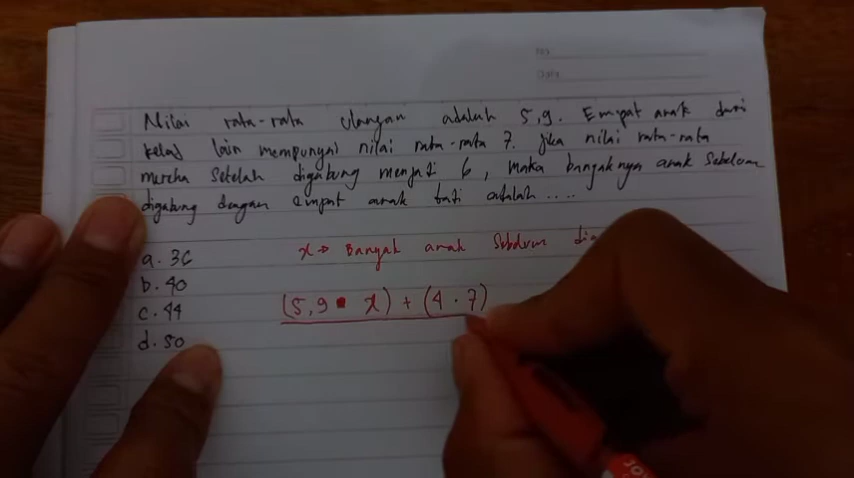 No
Date
Nilai rata-rata ulangan adalah 5,9. Empat anak dari
kelas lain mempunyai nilai rata-rata 7. Jika nilai rata-rata
mereka setelah digabung menjadi 6, maka banyaknya anak sebelum
digabung dengan empat anak tadi adalah ....
a. 36
b. 40
c. 44
d. 50
x → Banyak anak sebelum
(5,9 • x) + (4 . 7)